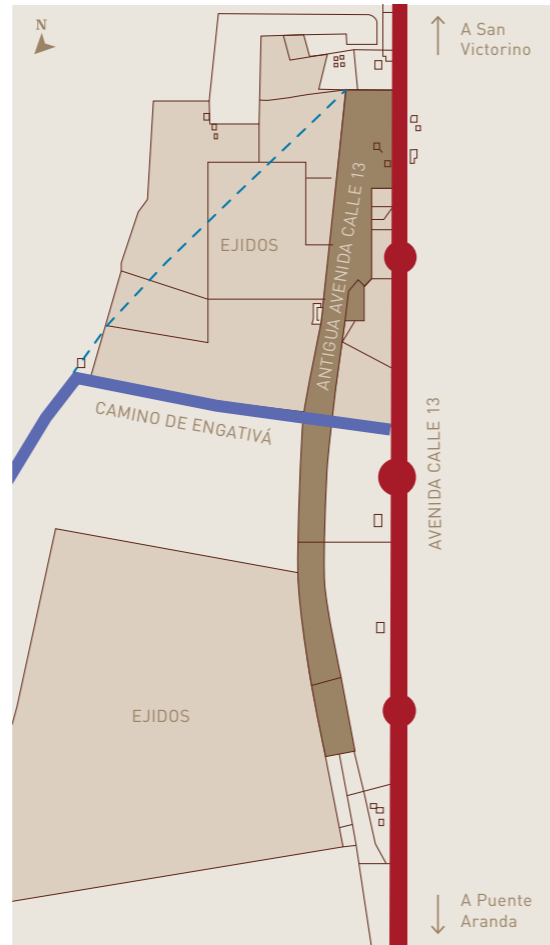 N
A San
Victorino
EJIDOS
ANTIGUA AVENIDA CALLE 13
CAMINO DE ENGATIVÁ
AVENIDA CALLE 13
EJIDOS
A Puente
Aranda